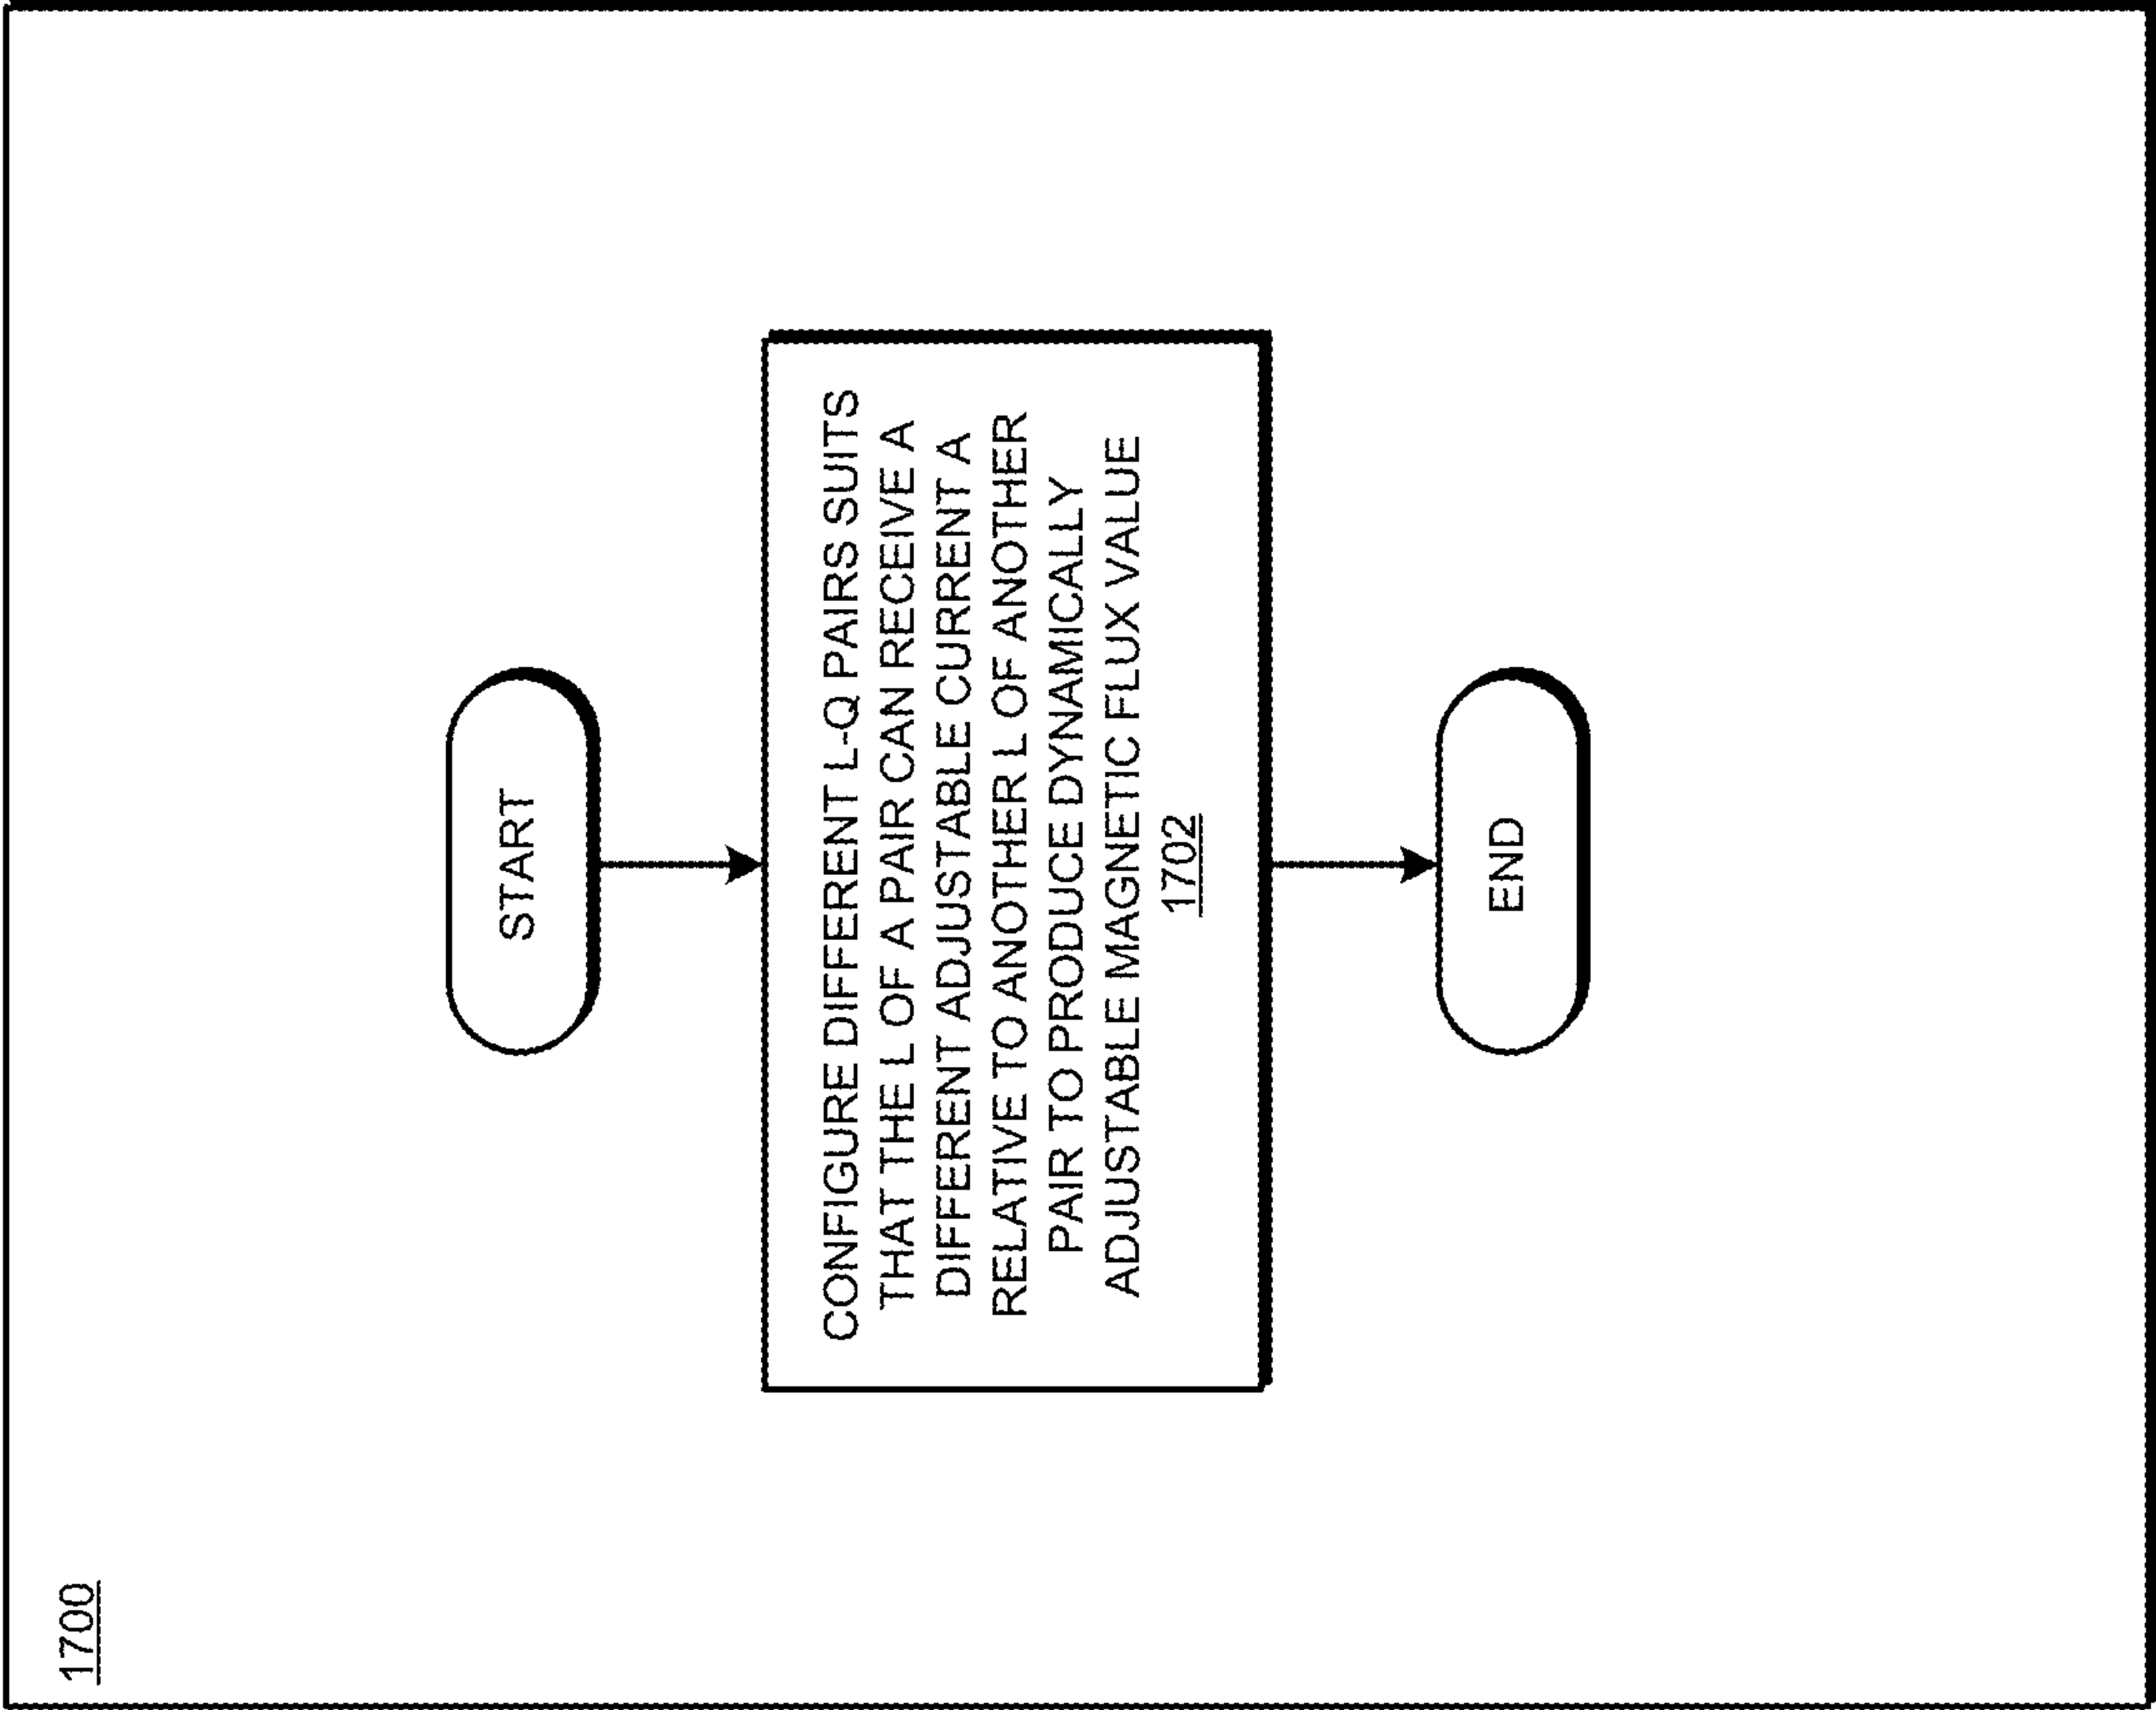 1700
START
CONFIGURE DIFFERENT L-Q PAIRS SUITS
THAT THE L OF A PAIR CAN RECEIVE A
DIFFERENT ADJUSTABLE CURRENT A
RELATIVE TO ANOTHER L OF ANOTHER
PAIR TO PRODUCE DYNAMICALLY
ADJUSTABLE MAGNETIC FLUX VALUE
1702
END